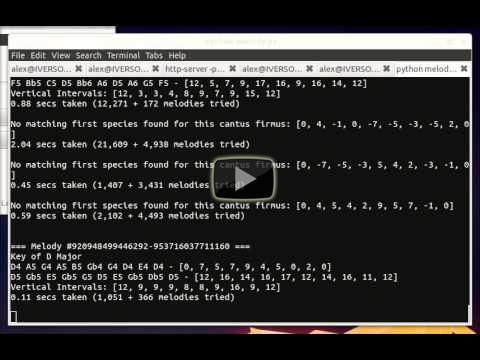 File Edit View Search Terminal Tabs Help
alex@IVERSO... alex@IVERSO... http-server -p... alex@IVERSO... alex@IVERSO... python melod...
F5 Bb5 C5 D5 Bb6 A6 D5 A6 G5 F5 - [12, 5, 7, 9, 17, 16, 9, 16, 14, 12]
Vertical Intervals: [12, 3, 3, 4, 8, 9, 7, 9, 15, 12]
0.88 secs taken (12,271 + 172 melodies tried)
No matching first species found for this cantus firmus: [0, 4, -1, 0, -7, -5, -3, -5, 2, 0
]
2.04 secs taken (21,609 + 4,938 melodies tried)
No matching first species found for this cantus firmus: [0, -7, -5, -3, 5, 4, 2, -3, -1, 0
]
0.45 secs taken (1,407 + 3,431 melodies tried)
No matching first species found for this cantus firmus: [0, 4, 5, 4, 2, 9, 5, 7, -1, 0]
0.59 secs taken (2,102 + 4,493 melodies tried)
=== Melody #920948499446292-953716037711160 ===
Key of D Major
D4 A5 G4 A5 B5 Gb4 G4 D4 E4 D4 - [0, 7, 5, 7, 9, 4, 5, 0, 2, 0]
D5 Gb5 E5 Gb5 G5 D5 E5 Gb5 Db5 D5 - [12, 16, 14, 16, 17, 12, 14, 16, 11, 12]
Vertical Intervals: [12, 9, 9, 9, 8, 8, 9, 16, 9, 12]
0.11 secs taken (1,051 + 366 melodies tried)